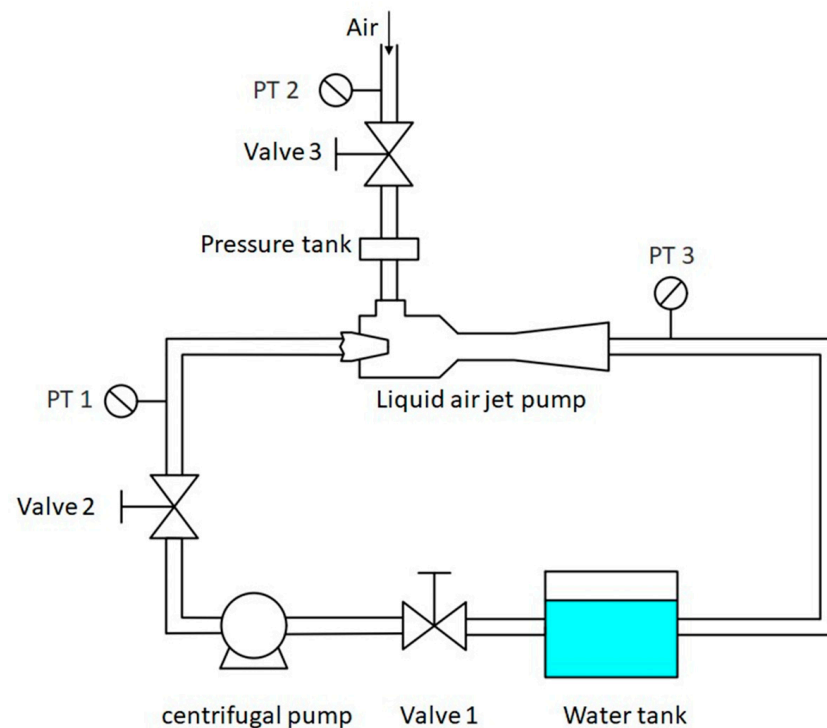 Air
PT 2
Valve 3
Pressure tank
PT 3
PT 1
Liquid air jet pump
Valve 2
centrifugal pump
Valve 1
Water tank